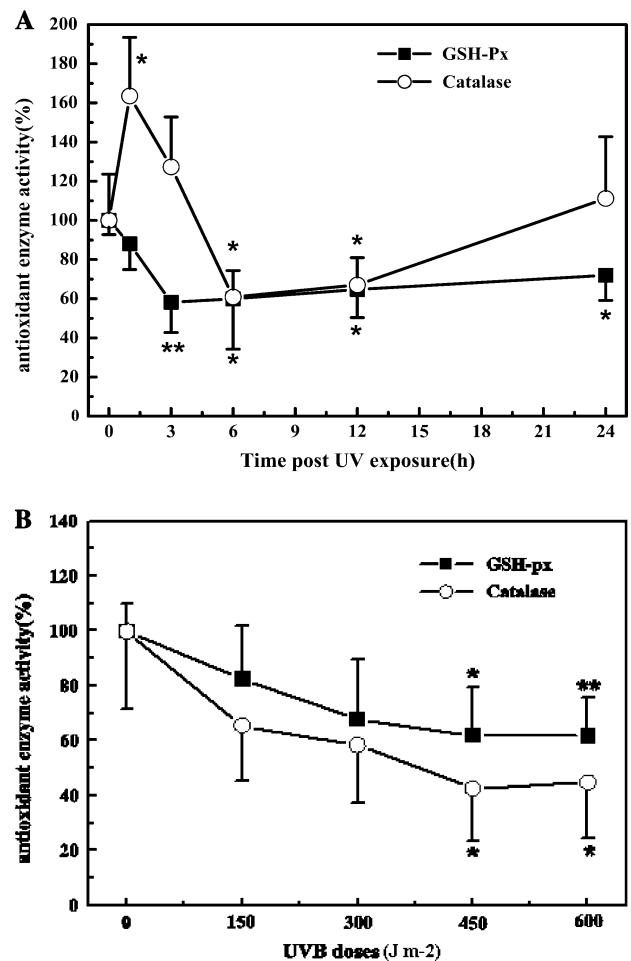 A
antioxidant enzyme activity(%)
200
180
160
140
120
100
80
60
40
20
0
GSH-Px
Catalase
*
*
*
**
*
*
*
0 3 6 9 12 15 18 21 24
Time post UV exposure(h)
B
antioxidant enzyme activity(%)
140
120
100
80
60
40
20
0
GSH-px
Catalase
*
**
*
*
0 150 300 450 600
UVB doses(J m-2)